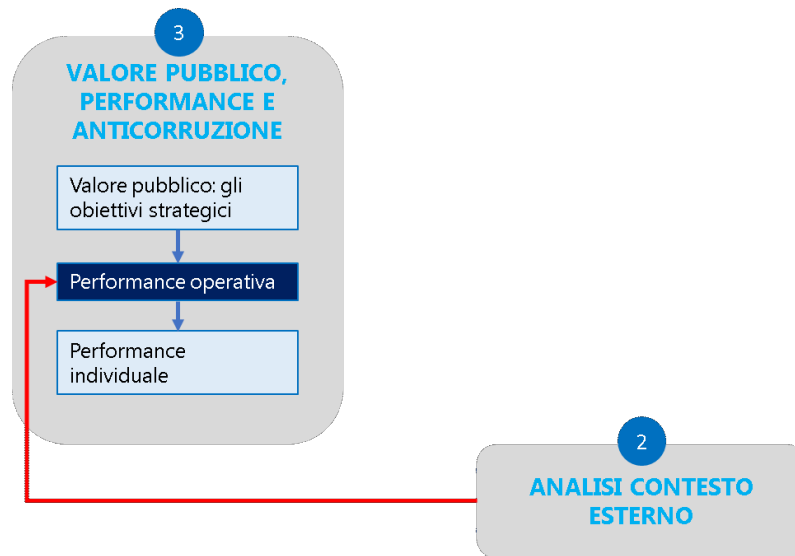 3
VALORE PUBBLICO,
PERFORMANCE E
ANTICORRUZIONE
Valore pubblico: gli
obiettivi strategici
Performance operativa
Performance
individuale
2
ANALISI CONTESTO
ESTERNO